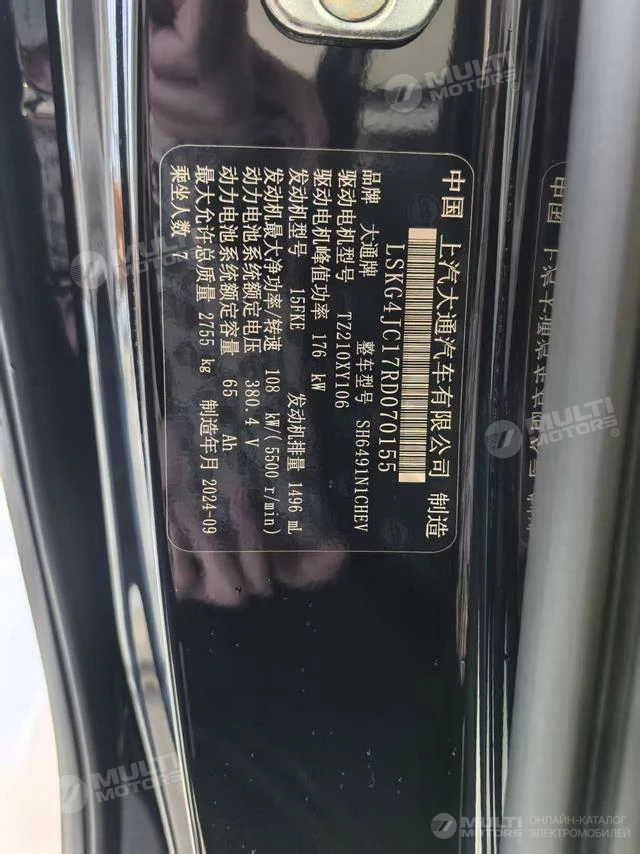 中国 上汽大通汽车有限公司 制造
LSKG4JC17RD070155
品牌 大通牌 整车型号 SH6491N1CHEV
驱动电机型号 TZ210XY106
驱动电机峰值功率 176 kW
发动机型号 15FKE 发动机排量 1496 mL
发动机最大净功率/转速 108 kW/(5500 r/min)
动力电池系统额定电压 380.4 V
动力电池系统额定容量 65 Ah
最大允许总质量 2755 kg 制造年月 2024-09
乘坐人数 7
MULTI MOTORS®
MULTI MOTORS®
MULTI MOTORS®
MULTI MOTORS®
MULTI MOTORS
ОНЛАЙН-КАТАЛОГ
ЭЛЕКТРОМОБИЛЕЙ